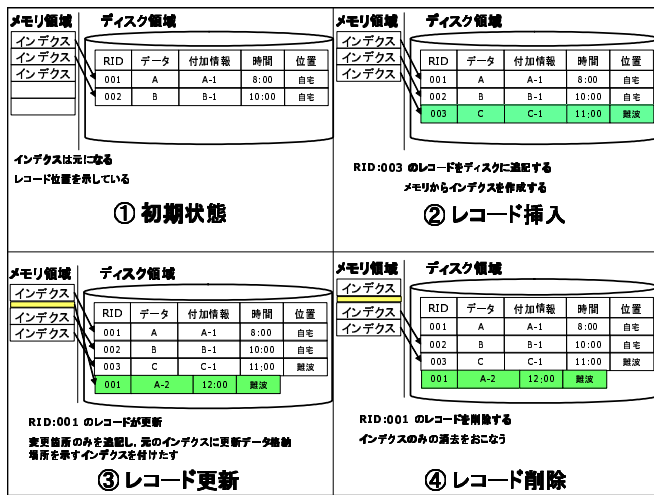 メモリ領域 ディスク領域
インデクス
インデクス
インデクス
RID データ 付加情報 時間 位置
001 A A-1 8:00 自宅
002 B B-1 10:00 自宅
インデクスは元になる
レコード位置を示している
① 初期状態
メモリ領域 ディスク領域
インデクス
インデクス
インデクス
RID データ 付加情報 時間 位置
001 A A-1 8:00 自宅
002 B B-1 10:00 自宅
003 C C-1 11:00 難波
RID:003 のレコードをディスクに追記する
メモリからインデクスを作成する
② レコード挿入
メモリ領域 ディスク領域
インデクス
インデクス
インデクス
RID データ 付加情報 時間 位置
001 A A-1 8:00 自宅
002 B B-1 10:00 自宅
003 C C-1 11:00 難波
001 A-2 12:00 難波
RID:001 のレコードが更新
変更箇所のみを追記し、元のインデクスに更新データ格納
場所を示すインデクスを付けたす
③ レコード更新
メモリ領域 ディスク領域
インデクス
インデクス
インデクス
RID データ 付加情報 時間 位置
001 A A-1 8:00 自宅
002 B B-1 10:00 自宅
003 C C-1 11:00 難波
001 A-2 12:00 難波
RID:001 のレコードを削除する
インデクスのみの消去をおこなう
④ レコード削除